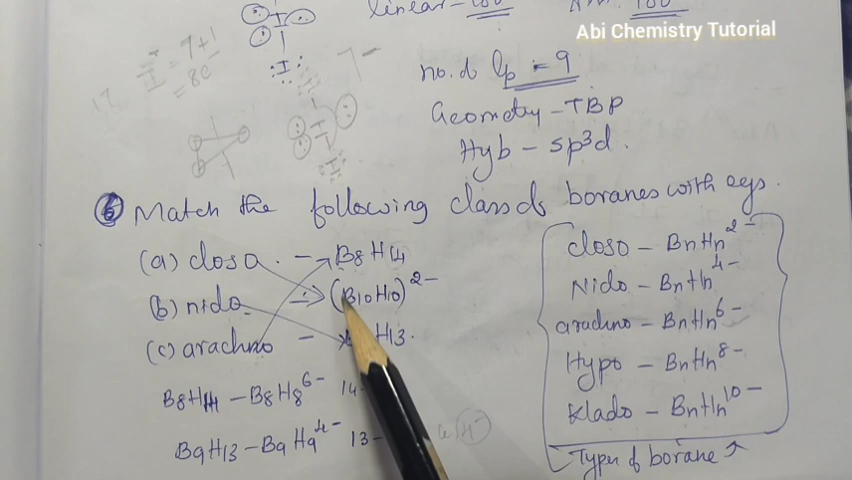 linear - 180
Abi Chemistry Tutorial
no. of lp - 9
Geometry - TBP
Hyb - sp³d.
I = 7+1
= 8e⁻
(6) Match the following class of boranes with egs.
(a) closo. - B8H14
(b) nido - (B10H10)²⁻
(c) arachno - H13.
B8H14 - B8H8⁶⁻ 14-
B9H13 - B9H9⁴⁻ 13-
closo - BnHn²⁻
Nido - BnHn⁴⁻
arachno - BnHn⁶⁻
Hypo - BnHn⁸⁻
Klado - BnHn¹⁰⁻
Types of borane